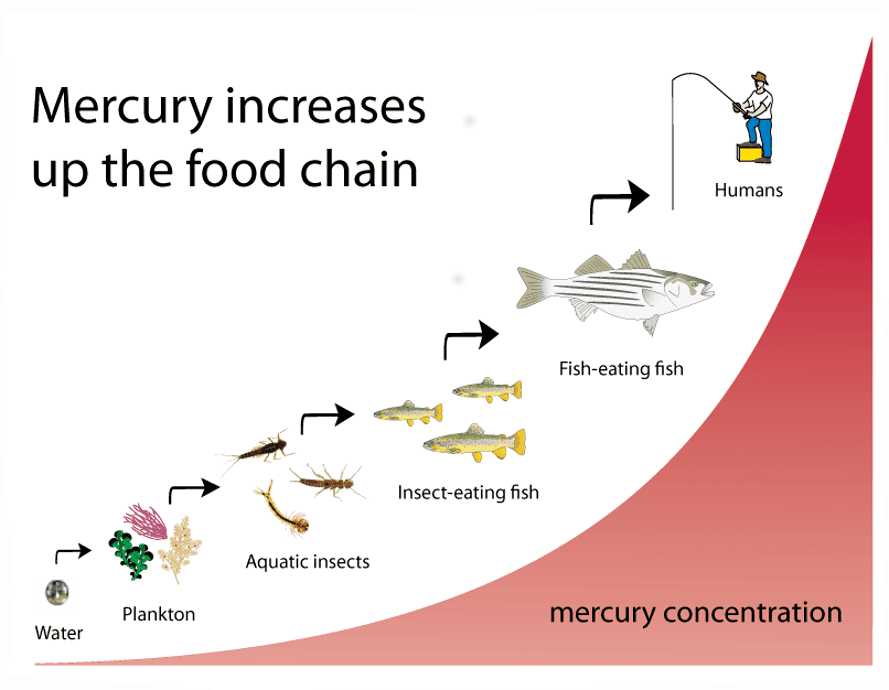 Mercury increases
up the food chain
Humans
Fish-eating fish
Insect-eating fish
Aquatic insects
Plankton
Water
mercury concentration